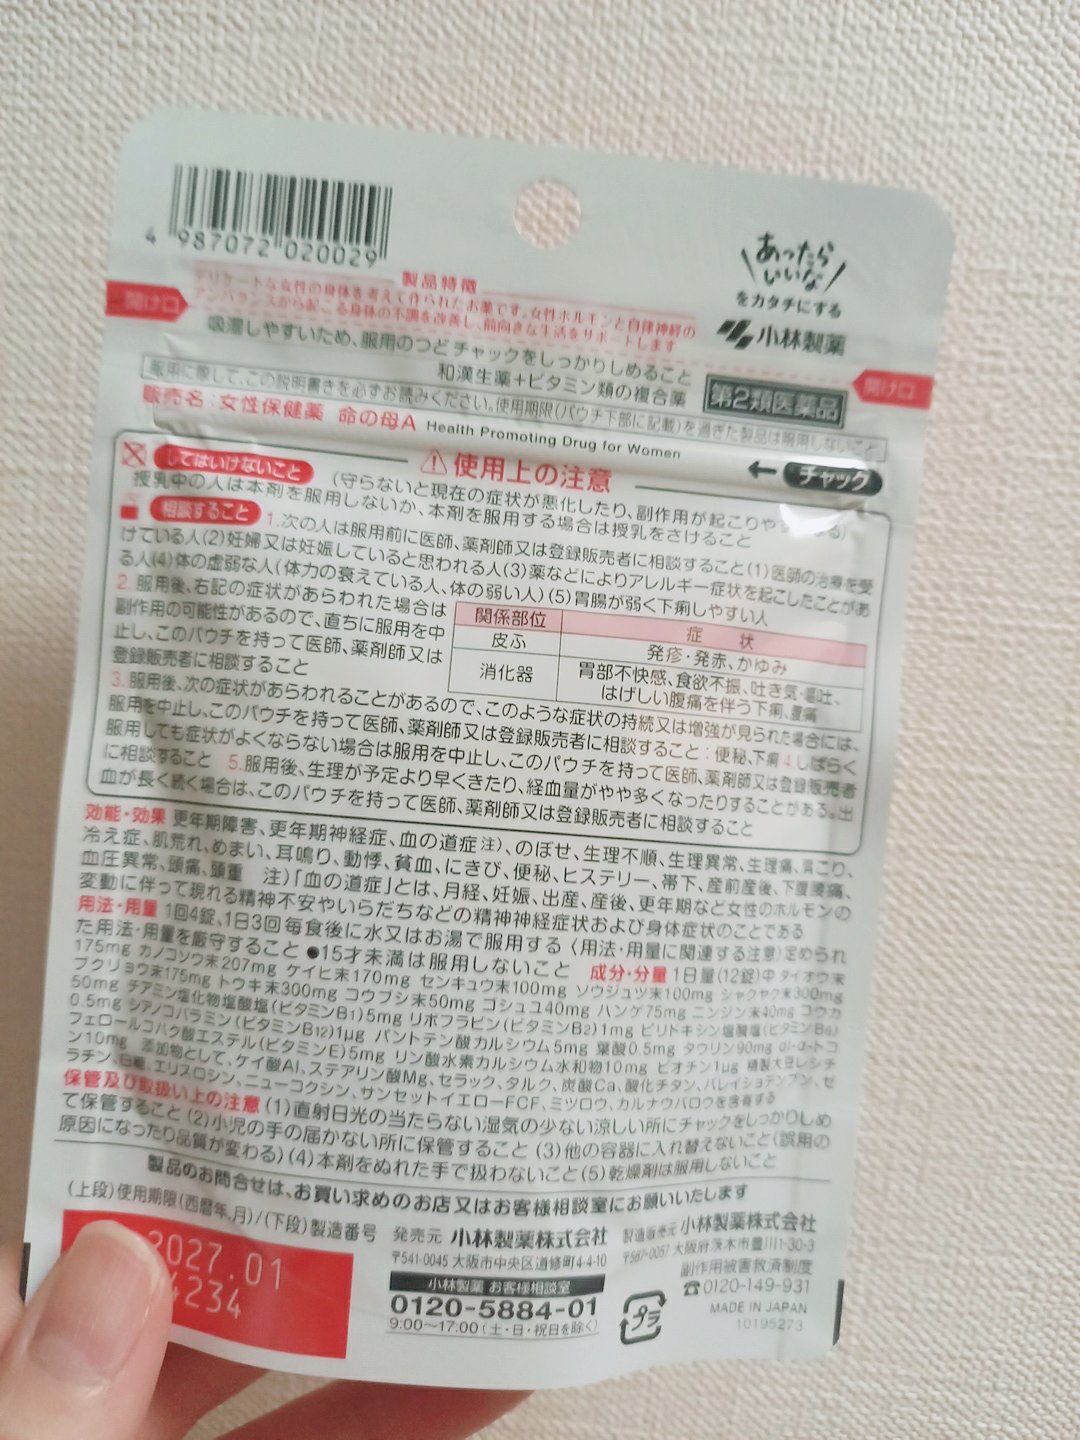 4 987072 020029
あったら
いいな
をカタチにする
小林製薬
開け口
製品特徴
デリケートな女性の身体を考えて作られたお薬です。女性ホルモンと自律神経の
アンバランスから起こる身体の不調を改善し、前向きな生活をサポートします
吸湿しやすいため、服用のつどチャックをしっかりしめること
和漢生薬+ビタミン類の複合薬
第2類医薬品
開け口
服用に際して、この説明書きを必ずお読みください。使用期限(パウチ下部に記載)を過ぎた製品は服用しないこと
販売名:女性保健薬 命の母A Health Promoting Drug for Women
← チャック
⚠使用上の注意
してはいけないこと (守らないと現在の症状が悪化したり、副作用が起こりやすくなる)
授乳中の人は本剤を服用しないか、本剤を服用する場合は授乳をさけること
相談すること 1.次の人は服用前に医師、薬剤師又は登録販売者に相談すること(1)医師の治療を受
けている人(2)妊婦又は妊娠していると思われる人(3)薬などによりアレルギー症状を起こしたことがあ
る人(4)体の虚弱な人(体力の衰えている人、体の弱い人)(5)胃腸が弱く下痢しやすい人
2.服用後、右記の症状があらわれた場合は
副作用の可能性があるので、直ちに服用を中
止し、このパウチを持って医師、薬剤師又は
登録販売者に相談すること
関係部位 症状
皮ふ 発疹・発赤、かゆみ
消化器 胃部不快感、食欲不振、吐き気・嘔吐、
はげしい腹痛を伴う下痢、腹痛
3.服用後、次の症状があらわれることがあるので、このような症状の持続又は増強が見られた場合には、
服用を中止し、このパウチを持って医師、薬剤師又は登録販売者に相談すること:便秘、下痢 4.しばらく
服用しても症状がよくならない場合は服用を中止し、このパウチを持って医師、薬剤師又は登録販売者
に相談すること 5.服用後、生理が予定より早くきたり、経血量がやや多くなったりすることがある。出
血が長く続く場合は、このパウチを持って医師、薬剤師又は登録販売者に相談すること
効能・効果 更年期障害、更年期神経症、血の道症注)、のぼせ、生理不順、生理異常、生理痛、肩こり、
冷え症、肌荒れ、めまい、耳鳴り、動悸、貧血、にきび、便秘、ヒステリー、帯下、産前産後、下腹腰痛、
血圧異常、頭痛、頭重 注)「血の道症」とは、月経、妊娠、出産、産後、更年期など女性のホルモンの
変動に伴って現れる精神不安やいらだちなどの精神神経症状および身体症状のことである
用法・用量 1回4錠、1日3回毎食後に水又はお湯で服用する〈用法・用量に関連する注意〉定められ
た用法・用量を厳守すること ●15才未満は服用しないこと 成分・分量 1日量(12錠)中 ダイオウ末
175mg カノコソウ末207mg ケイヒ末170mg センキュウ末100mg ソウジュツ末100mg シャクヤク末300mg
ブクリョウ末175mg トウキ末300mg コウブシ末50mg ゴシュユ40mg ハンゲ75mg ニンジン末40mg コウカ
50mg チアミン塩化物塩酸塩(ビタミンB1)5mg リボフラビン(ビタミンB2)1mg ピリドキシン塩酸塩(ビタミンB6)
0.5mg シアノコバラミン(ビタミンB12)1μg パントテン酸カルシウム5mg 葉酸0.5mg タウリン90mg dl-α-トコ
フェロールコハク酸エステル(ビタミンE)5mg リン酸水素カルシウム水和物10mg ビオチン1μg 精製大豆レシチ
ン10mg 添加物として、ケイ酸Al、ステアリン酸Mg、セラック、タルク、炭酸Ca、酸化チタン、バレイショデンプン、ゼ
ラチン、白糖、エリスロシン、ニューコクシン、サンセットイエローFCF、ミツロウ、カルナウバロウを含有する
保管及び取扱い上の注意 (1)直射日光の当たらない湿気の少ない涼しい所にチャックをしっかりしめ
て保管すること(2)小児の手の届かない所に保管すること(3)他の容器に入れ替えないこと(誤用の
原因になったり品質が変わる)(4)本剤をぬれた手で扱わないこと(5)乾燥剤は服用しないこと
製品のお問合せは、お買い求めのお店又はお客様相談室にお願いいたします
(上段)使用期限(西暦年、月)/(下段)製造番号
2027.01
4234
発売元 小林製薬株式会社
〒541-0045 大阪市中央区道修町4-4-10
小林製薬 お客様相談室
0120-5884-01
9:00~17:00(土・日・祝日を除く)
プラ
製造販売元 小林製薬株式会社
〒567-0057 大阪府茨木市豊川1-30-3
副作用被害救済制度
☎0120-149-931
MADE IN JAPAN
10195273